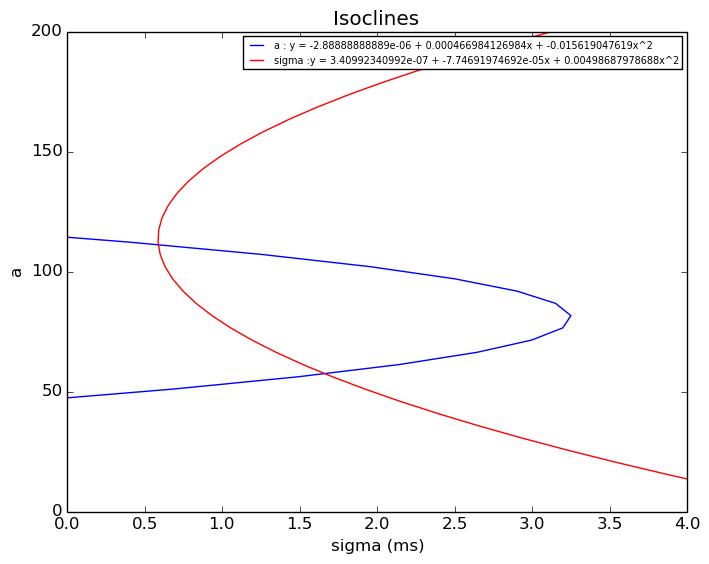 Isoclines
a : y = -2.88888888889e-06 + 0.000466984126984x + -0.015619047619x^2
sigma :y = 3.40992340992e-07 + -7.74691974692e-05x + 0.00498687978688x^2
200
150
100
50
0
a
0.0 0.5 1.0 1.5 2.0 2.5 3.0 3.5 4.0
sigma (ms)